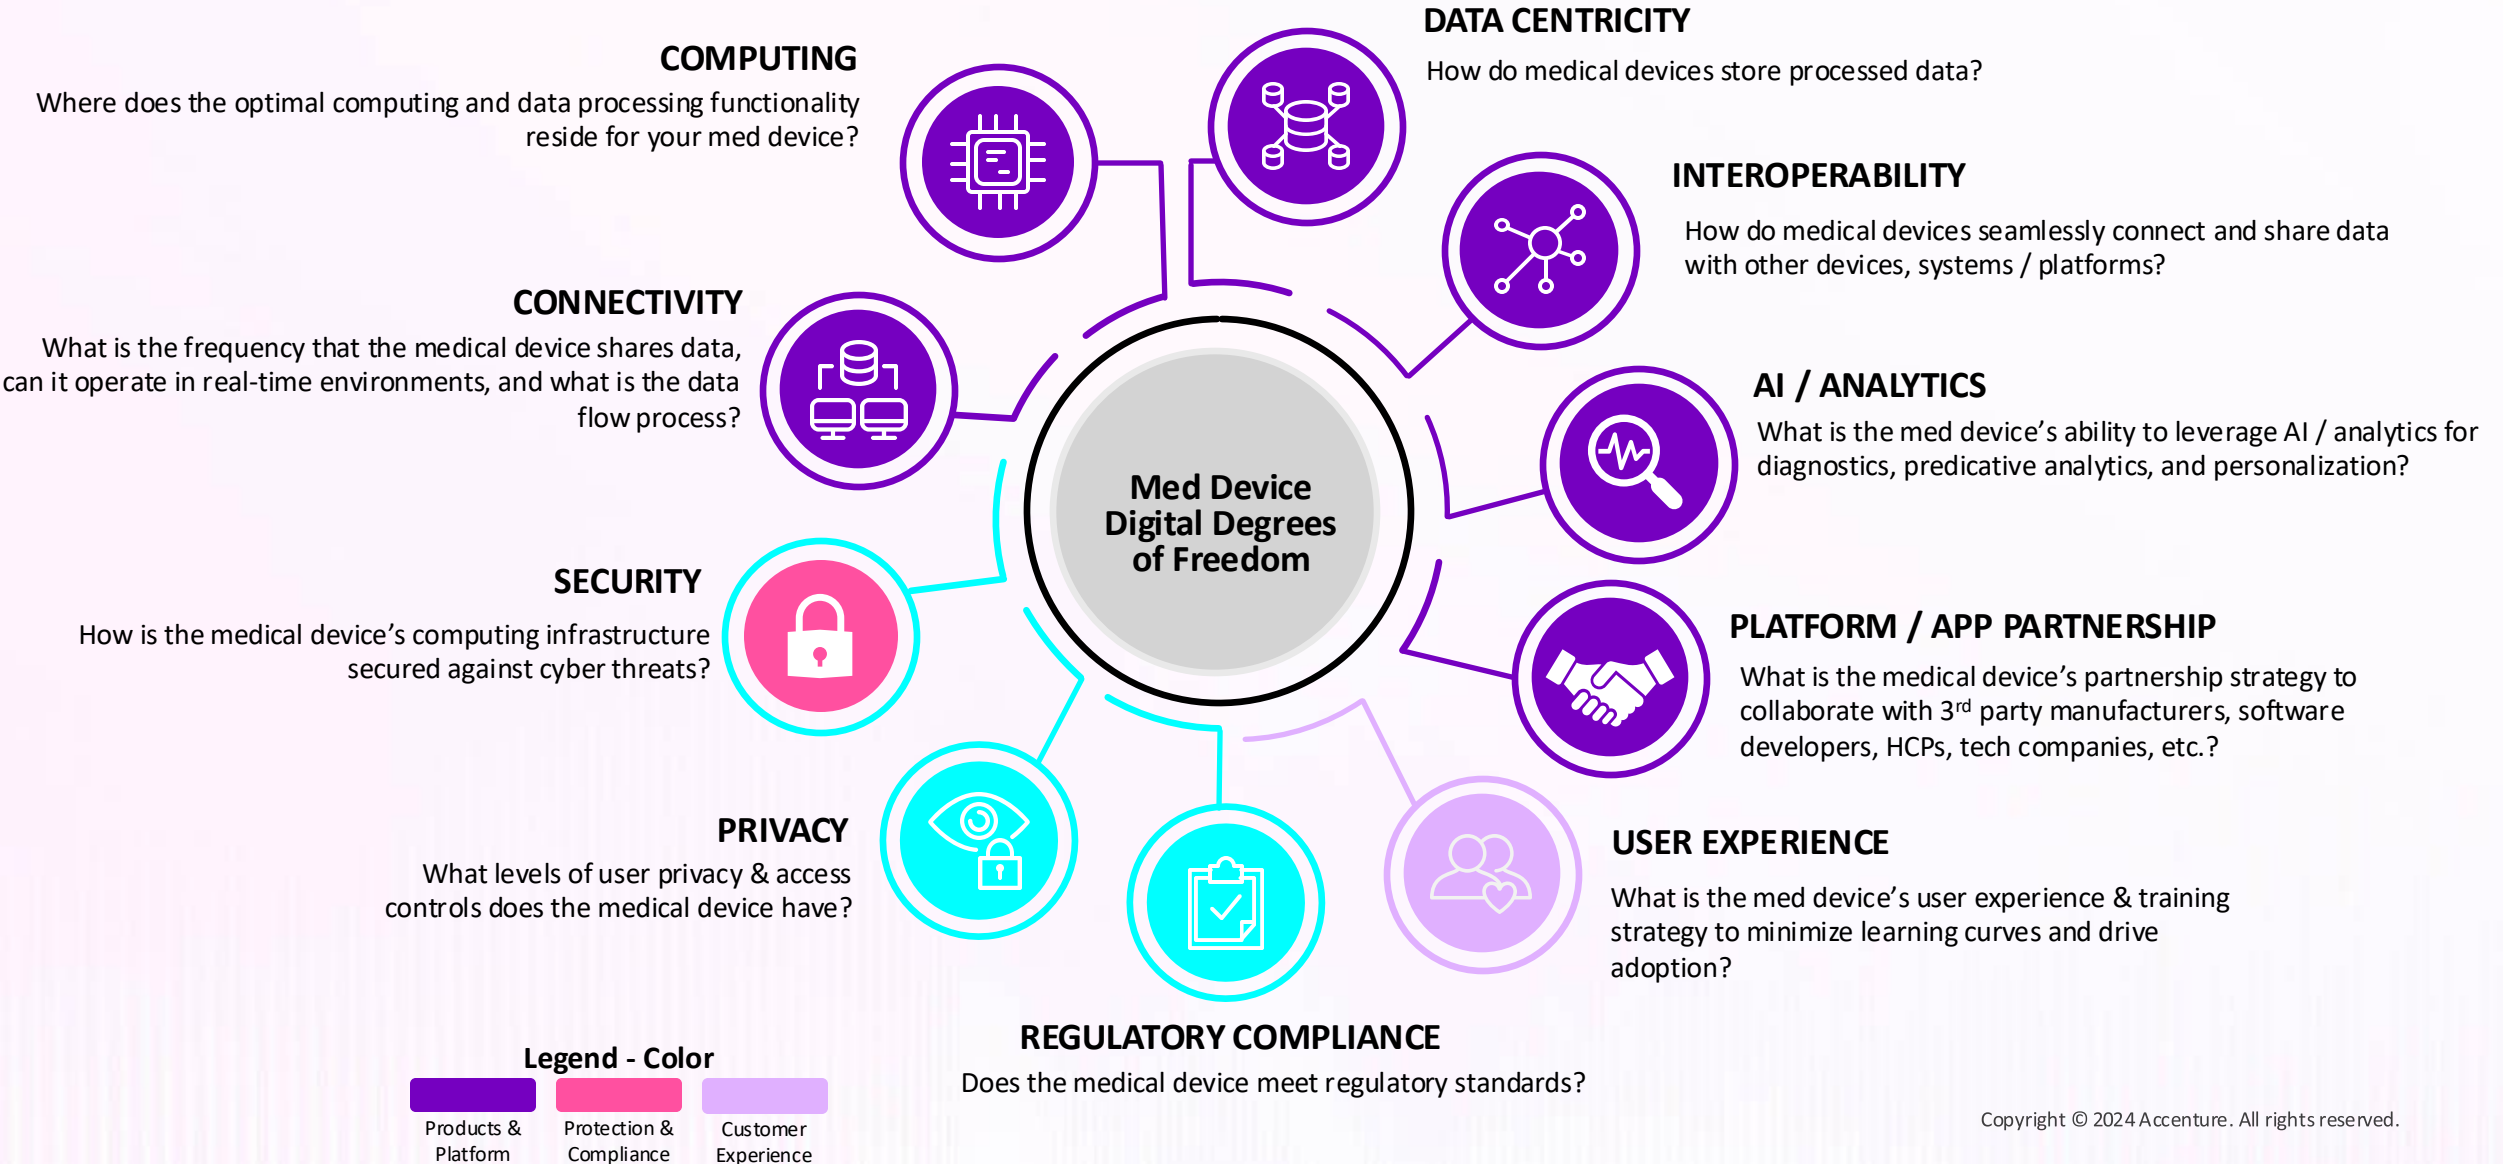 COMPUTING
Where does the optimal computing and data processing functionality
reside for your med device?
DATA CENTRICITY
How do medical devices store processed data?
INTEROPERABILITY
How do medical devices seamlessly connect and share data
with other devices, systems / platforms?
CONNECTIVITY
What is the frequency that the medical device shares data,
can it operate in real-time environments, and what is the data
flow process?
AI / ANALYTICS
What is the med device's ability to leverage AI / analytics for
diagnostics, predicative analytics, and personalization?
Med Device
Digital Degrees
of Freedom
SECURITY
How is the medical device's computing infrastructure
secured against cyber threats?
PLATFORM / APP PARTNERSHIP
What is the medical device's partnership strategy to
collaborate with 3rd party manufacturers, software
developers, HCPs, tech companies, etc.?
PRIVACY
What levels of user privacy & access
controls does the medical device have?
USER EXPERIENCE
What is the med device's user experience & training
strategy to minimize learning curves and drive
adoption?
REGULATORY COMPLIANCE
Does the medical device meet regulatory standards?
Legend - Color
Products &
Platform
Protection &
Compliance
Customer
Experience
Copyright © 2024 Accenture. All rights reserved.